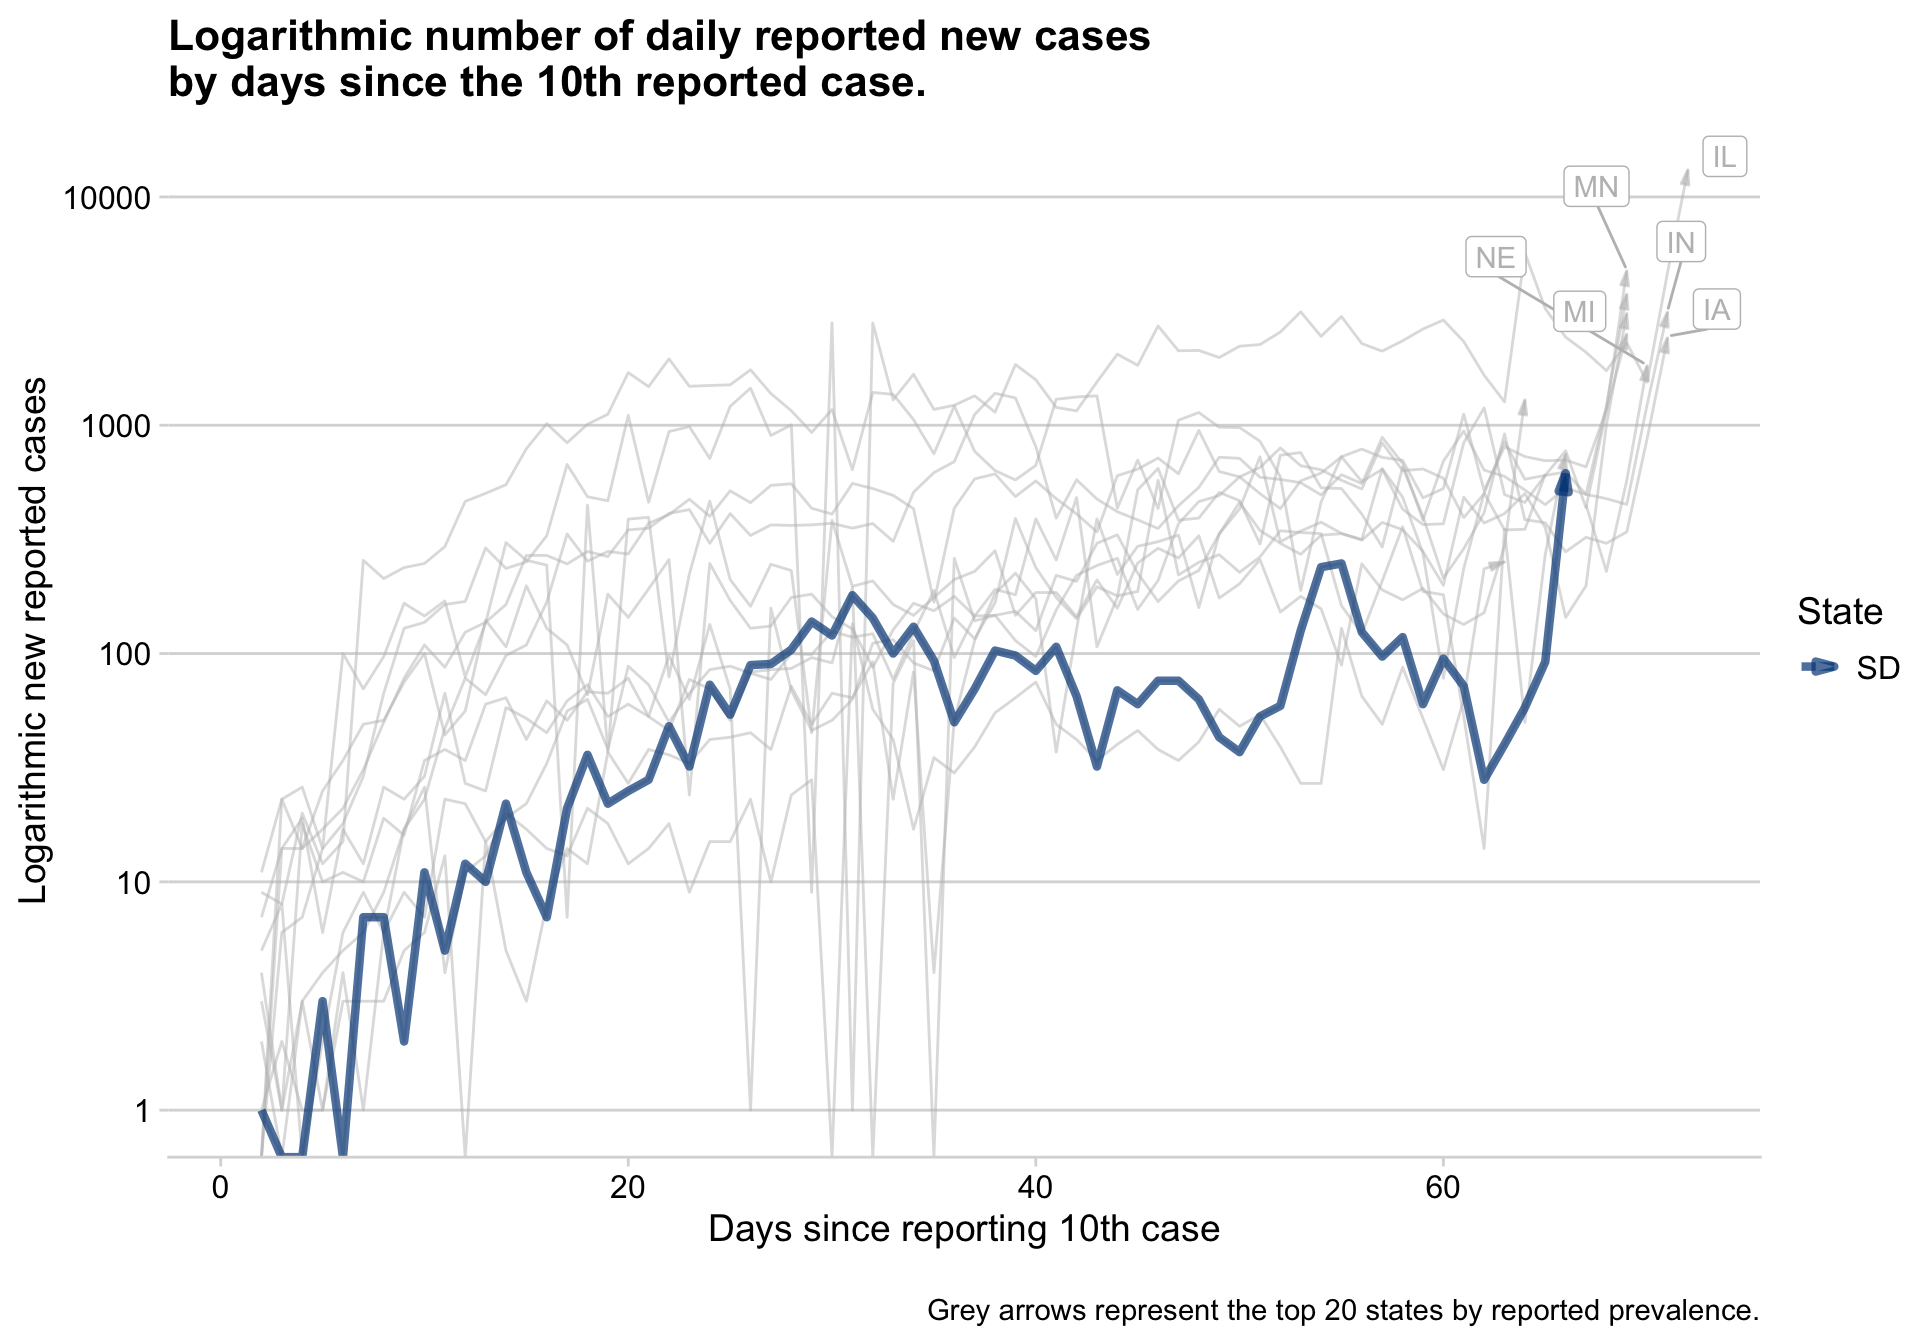 Logarithmic number of daily reported new cases
by days since the 10th reported case.
Logarithmic new reported cases
10000
1000
100
10
1
IL
MN
IN
NE
MI
IA
State
SD
0
20
40
60
Days since reporting 10th case
Grey arrows represent the top 20 states by reported prevalence.